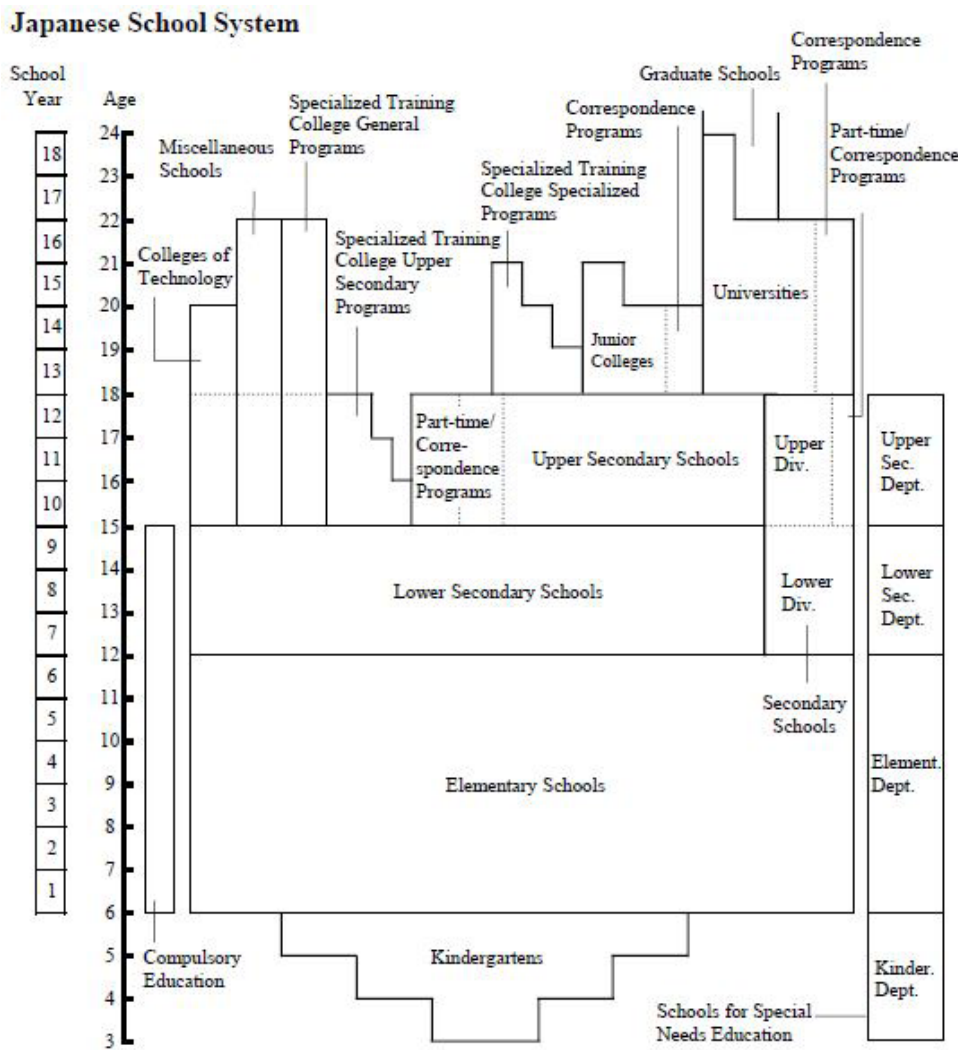 Japanese School System
School
Year
Age
Correspondence
Programs
Graduate Schools
Specialized Training
College General
Programs
Correspondence
Programs
Part-time/
Correspondence
Programs
Miscellaneous
Schools
Specialized Training
College Specialized
Programs
Specialized Training
College Upper
Secondary
Programs
Colleges of
Technology
Universities
Junior
Colleges
18
17
16
15
14
13
12
11
10
9
8
7
6
5
4
3
2
1
24
23
22
21
20
19
18
17
16
15
14
13
12
11
10
9
8
7
6
5
4
3
Part-time/
Corre-
spondence
Programs
Upper Secondary Schools
Upper
Div.
Upper
Sec.
Dept.
Lower Secondary Schools
Lower
Div.
Lower
Sec.
Dept.
Secondary
Schools
Elementary Schools
Element.
Dept.
Compulsory
Education
Kindergartens
Kinder.
Dept.
Schools for Special
Needs Education